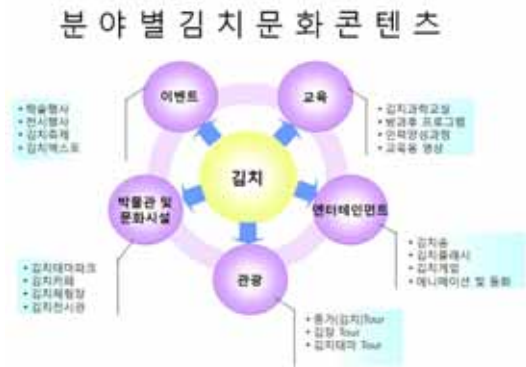 분야별김치문화콘텐츠
이벤트
• 학술행사
• 전시행사
• 김치축제
• 김치엑스포
교육
• 김치과학교실
• 방과후 프로그램
• 인력양성과정
• 교육용 영상
김치
박물관 및
문화시설
• 김치테마파크
• 김치카페
• 김치체험장
• 김치전시관
엔터테인먼트
• 김치송
• 김치플래시
• 김치게임
• 애니메이션 및 동화
관광
• 종가(김치)Tour
• 김장 Tour
• 김치테마 Tour